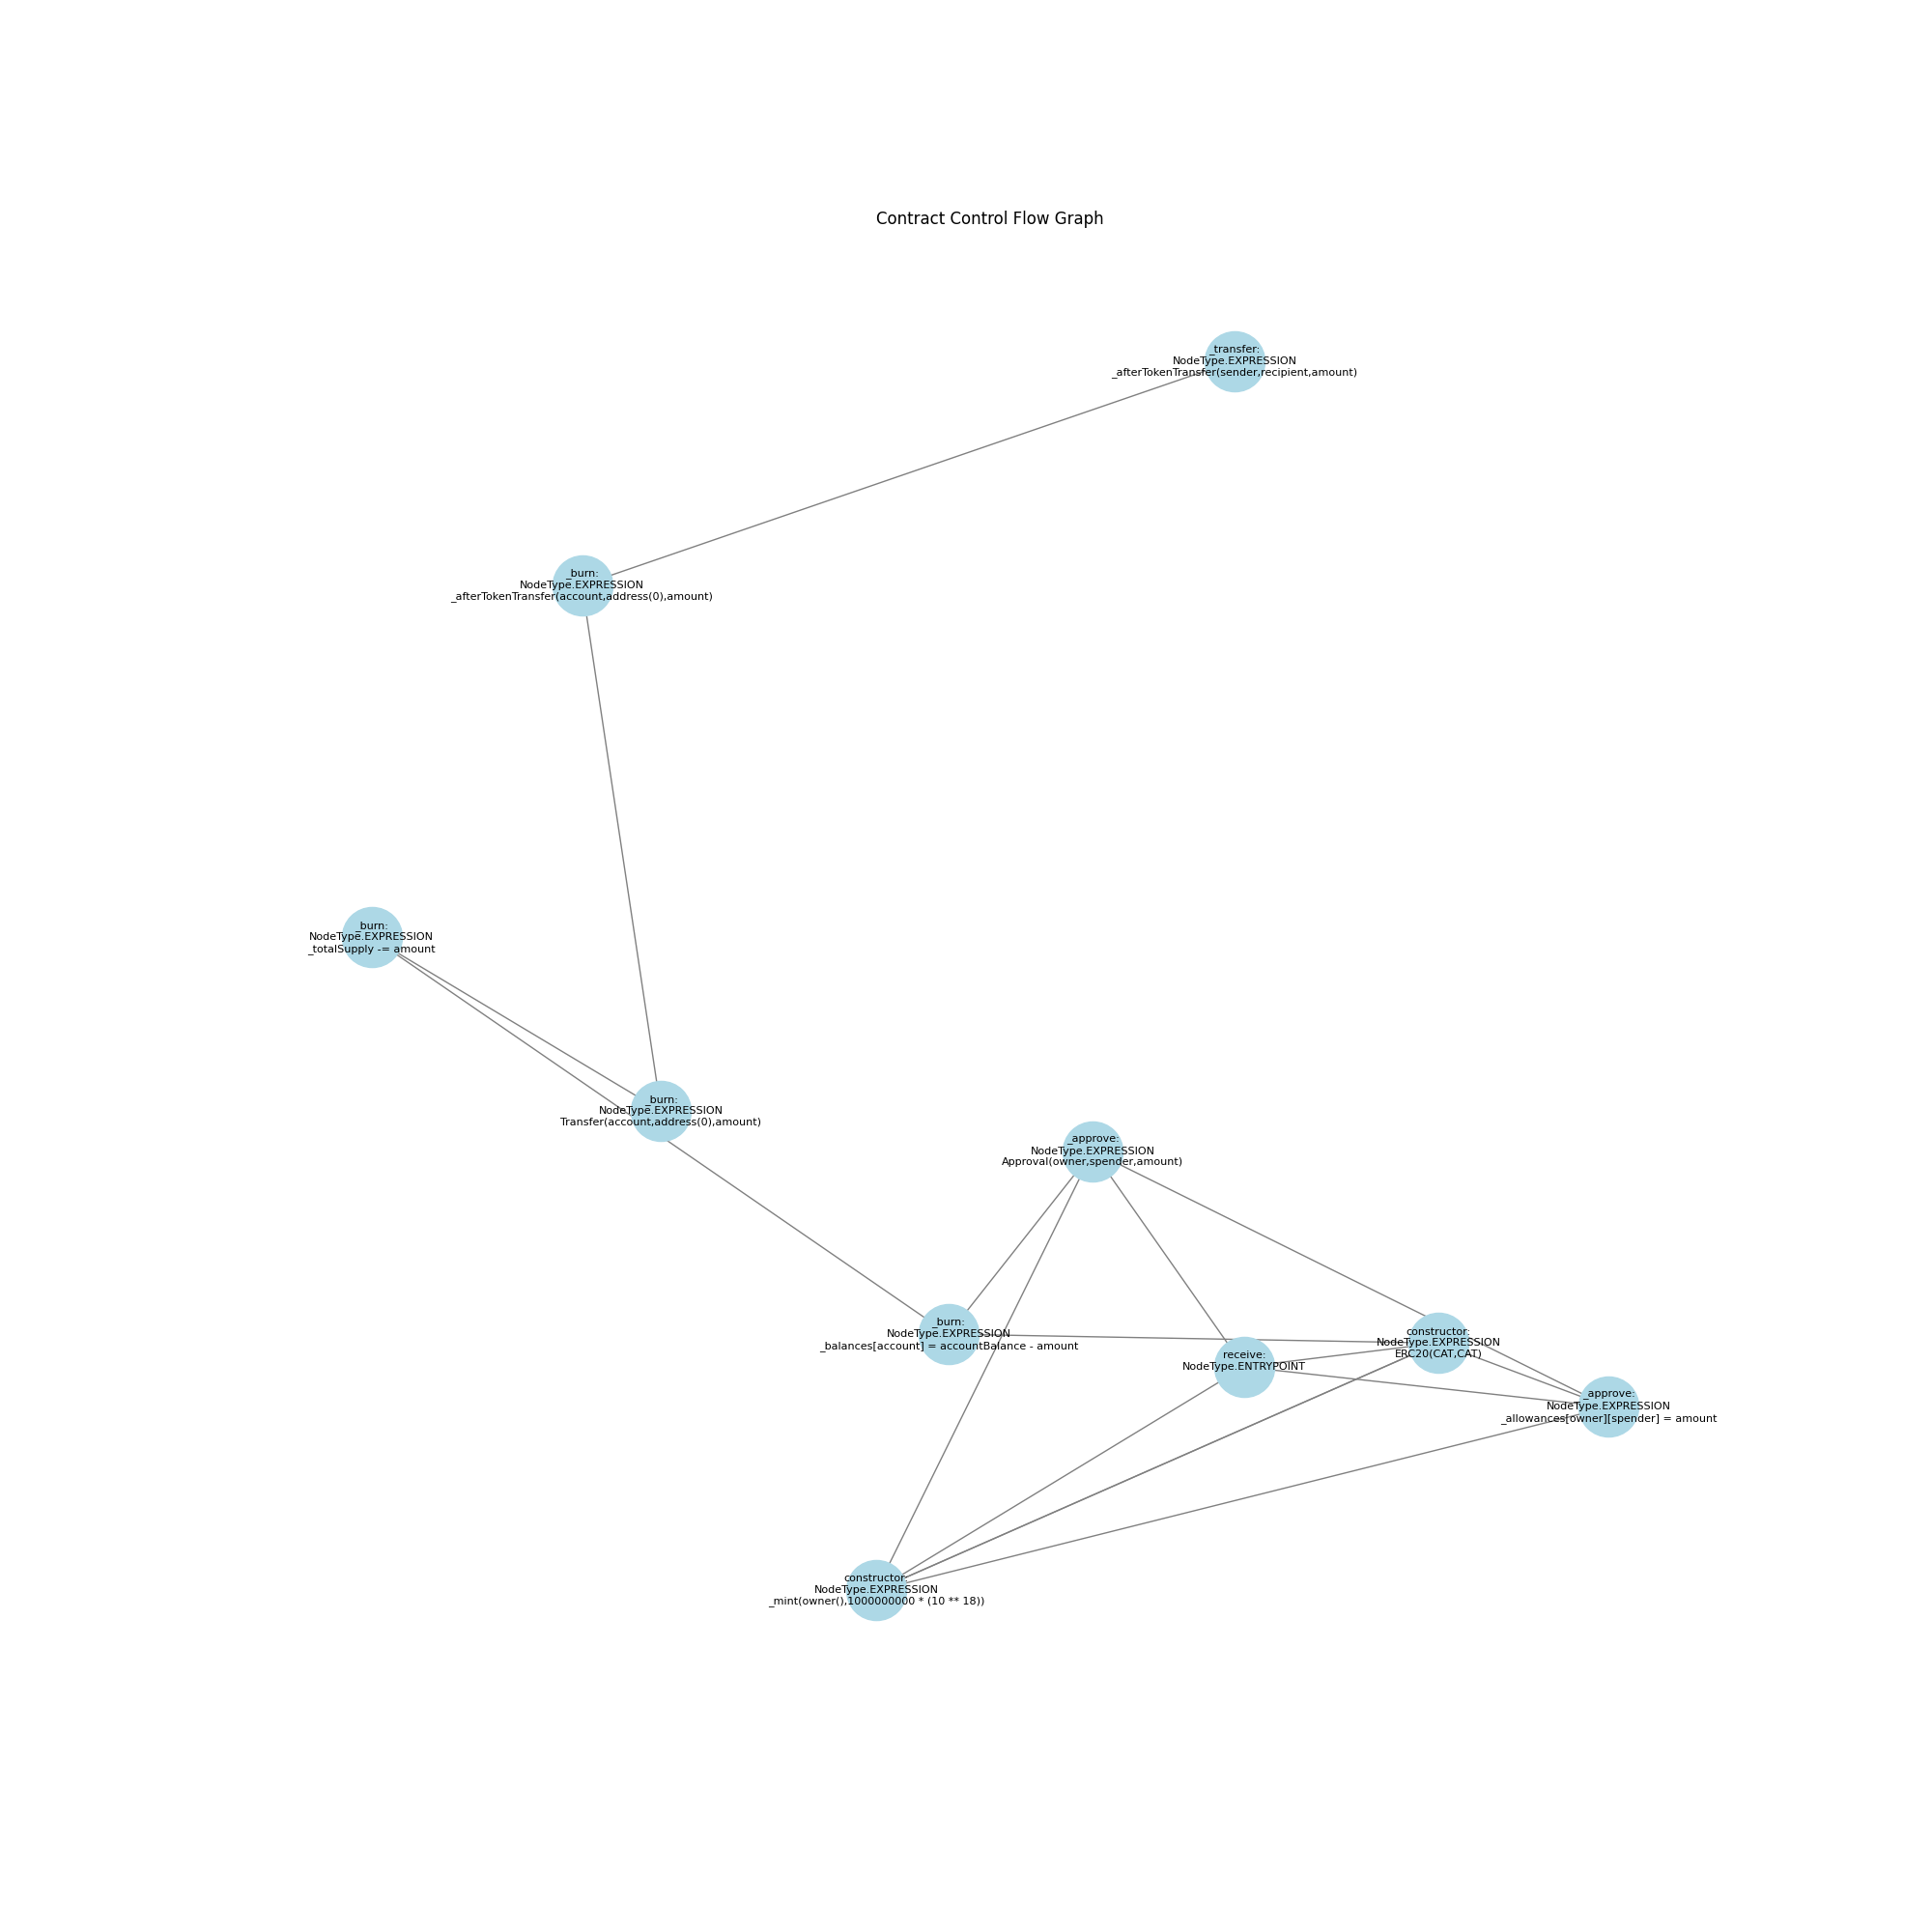 Contract Control Flow Graph
_transfer:
NodeType.EXPRESSION
_afterTokenTransfer(sender,recipient,amount)
_burn:
NodeType.EXPRESSION
_afterTokenTransfer(account,address(0),amount)
_burn:
NodeType.EXPRESSION
_totalSupply -= amount
_burn:
NodeType.EXPRESSION
Transfer(account,address(0),amount)
_approve:
NodeType.EXPRESSION
Approval(owner,spender,amount)
_burn:
NodeType.EXPRESSION
_balances[account] = accountBalance - amount
receive:
NodeType.ENTRYPOINT
constructor:
NodeType.EXPRESSION
ERC20(CAT,CAT)
_approve:
NodeType.EXPRESSION
_allowances[owner][spender] = amount
constructor:
NodeType.EXPRESSION
_mint(owner(),1000000000 * (10 ** 18))